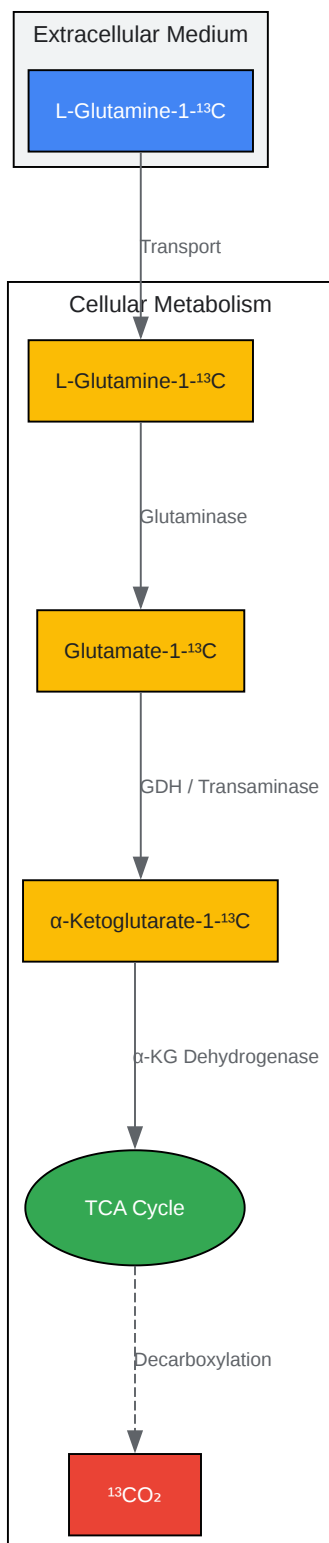 Extracellular Medium
L-Glutamine-1-¹³C
Transport
Cellular Metabolism
L-Glutamine-1-¹³C
Glutaminase
Glutamate-1-¹³C
GDH / Transaminase
α-Ketoglutarate-1-¹³C
α-KG Dehydrogenase
TCA Cycle
Decarboxylation
¹³CO₂